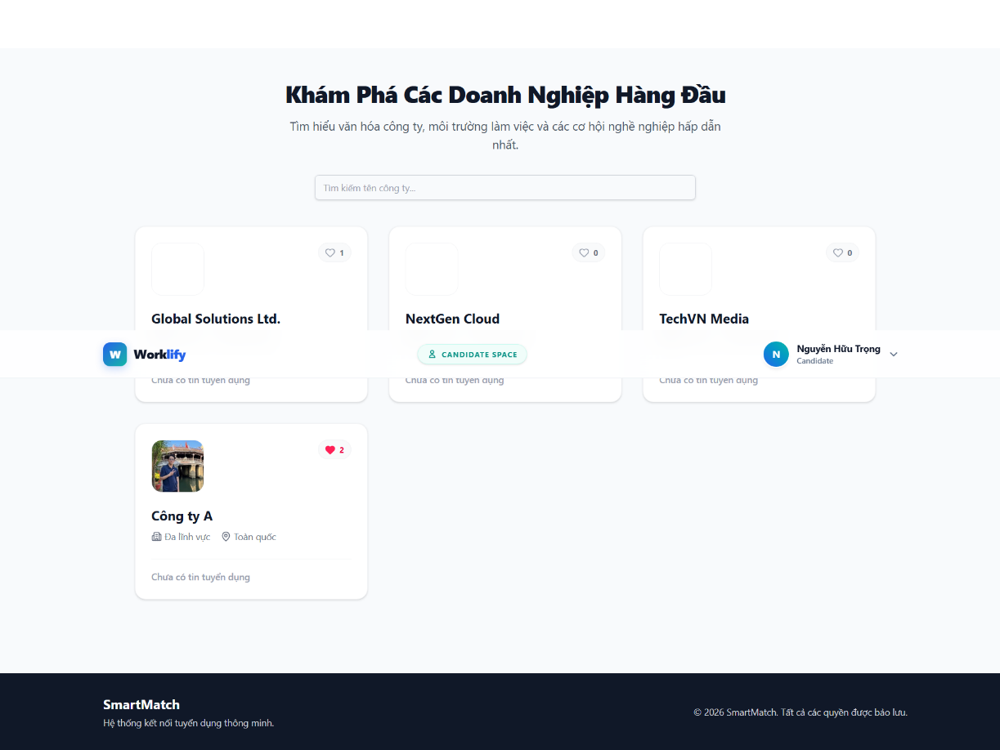 Khám Phá Các Doanh Nghiệp Hàng Đầu
Tìm hiểu văn hóa công ty, môi trường làm việc và các cơ hội nghề nghiệp hấp dẫn
nhất.
Tìm kiếm tên công ty...
1
0
0
Global Solutions Ltd.
NextGen Cloud
TechVN Media
W Worklify
CANDIDATE SPACE
N
Nguyễn Hữu Trọng
Candidate
Chưa có tin tuyển dụng
Chưa có tin tuyển dụng
Chưa có tin tuyển dụng
2
Công ty A
Đa lĩnh vực Toàn quốc
Chưa có tin tuyển dụng
SmartMatch
Hệ thống kết nối tuyển dụng thông minh.
© 2026 SmartMatch. Tất cả các quyền được bảo lưu.